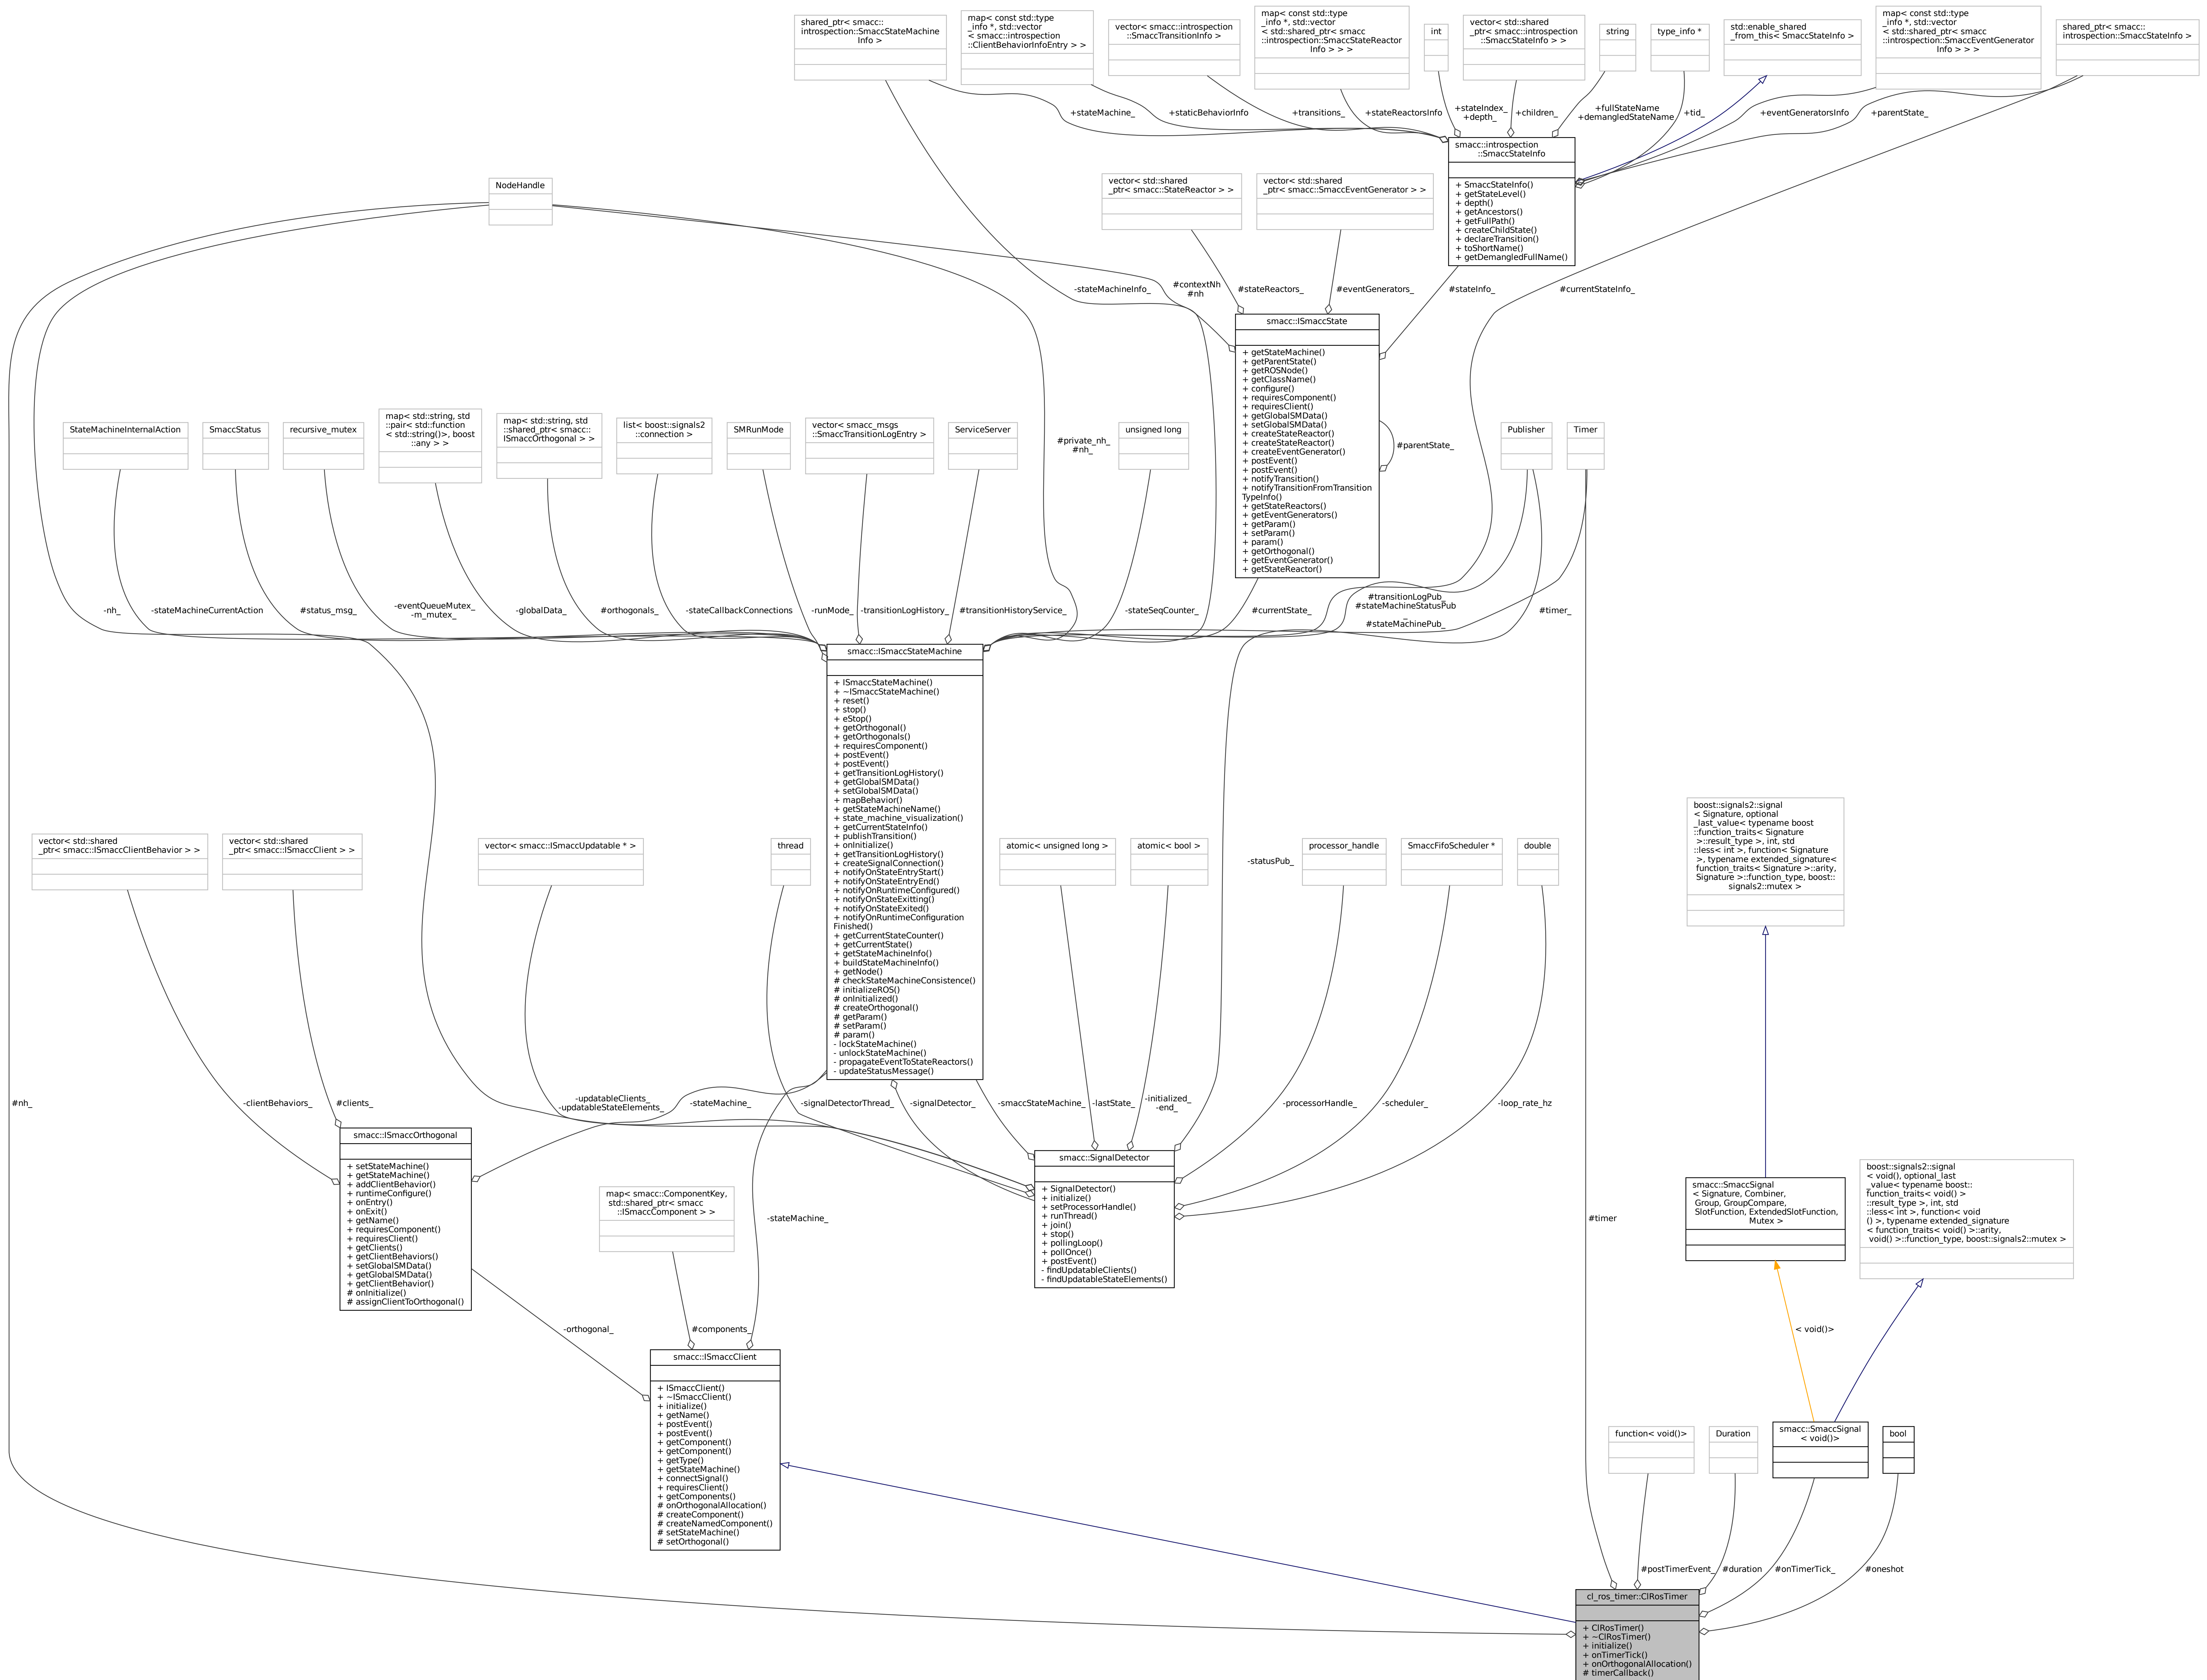 shared_ptr< smacc::
introspection::SmaccStateMachine
Info >
map< const std::type
_info *, std::vector
< smacc::introspection
::ClientBehaviorInfoEntry > >
vector< smacc::introspection
::SmaccTransitionInfo >
map< const std::type
_info *, std::vector
< std::shared_ptr< smacc
::introspection::SmaccStateReactor
Info > > >
int
vector< std::shared
_ptr< smacc::introspection
::SmaccStateInfo > >
string
type_info *
std::enable_shared
_from_this< SmaccStateInfo >
map< const std::type
_info *, std::vector
< std::shared_ptr< smacc
::introspection::SmaccEventGenerator
Info > > >
shared_ptr< smacc::
introspection::SmaccStateInfo >
+stateMachine_
+staticBehaviorInfo
+transitions_
+stateReactorsInfo
+stateIndex_
+depth_
+children_
+fullStateName
+demangledStateName
+tid_
+eventGeneratorsInfo
+parentState_
smacc::introspection
::SmaccStateInfo
+ SmaccStateInfo()
+ getStateLevel()
+ depth()
+ getAncestors()
+ getFullPath()
+ createChildState()
+ declareTransition()
+ toShortName()
+ getDemangledFullName()
NodeHandle
vector< std::shared
_ptr< smacc::StateReactor > >
vector< std::shared
_ptr< smacc::SmaccEventGenerator > >
-stateMachineInfo_
#contextNh
#nh
#stateReactors_
#eventGenerators_
#stateInfo_
#currentStateInfo_
smacc::ISmaccState
+ getStateMachine()
+ getParentState()
+ getROSNode()
+ getClassName()
+ configure()
+ requiresComponent()
+ requiresClient()
+ getGlobalSMData()
+ setGlobalSMData()
+ createStateReactor()
+ createStateReactor()
+ createEventGenerator()
+ postEvent()
+ postEvent()
+ notifyTransition()
+ notifyTransitionFromTransition
TypeInfo()
+ getStateReactors()
+ getEventGenerators()
+ getParam()
+ setParam()
+ param()
+ getOrthogonal()
+ getEventGenerator()
+ getStateReactor()
#parentState_
StateMachineInternalAction
SmaccStatus
recursive_mutex
map< std::string, std
::pair< std::function
< std::string()>, boost
::any > >
map< std::string, std
::shared_ptr< smacc::
ISmaccOrthogonal > >
list< boost::signals2
::connection >
SMRunMode
vector< smacc_msgs
::SmaccTransitionLogEntry >
ServiceServer
#private_nh_
#nh_
unsigned long
Publisher
Timer
-nh_
-stateMachineCurrentAction
#status_msg_
-eventQueueMutex_
-m_mutex_
-globalData_
#orthogonals_
-stateCallbackConnections
-runMode_
-transitionLogHistory_
#transitionHistoryService_
-stateSeqCounter_
#currentState_
#transitionLogPub_
#stateMachineStatusPub
_
#stateMachinePub_
#timer_
smacc::ISmaccStateMachine
+ ISmaccStateMachine()
+ ~ISmaccStateMachine()
+ reset()
+ stop()
+ eStop()
+ getOrthogonal()
+ getOrthogonals()
+ requiresComponent()
+ postEvent()
+ postEvent()
+ getTransitionLogHistory()
+ getGlobalSMData()
+ setGlobalSMData()
+ mapBehavior()
+ getStateMachineName()
+ state_machine_visualization()
+ getCurrentStateInfo()
+ publishTransition()
+ onInitialize()
+ getTransitionLogHistory()
+ createSignalConnection()
+ notifyOnStateEntryStart()
+ notifyOnStateEntryEnd()
+ notifyOnRuntimeConfigured()
+ notifyOnStateExitting()
+ notifyOnStateExited()
+ notifyOnRuntimeConfiguration
Finished()
+ getCurrentStateCounter()
+ getCurrentState()
+ getStateMachineInfo()
+ buildStateMachineInfo()
+ getNode()
# checkStateMachineConsistence()
# initializeROS()
# onInitialized()
# createOrthogonal()
# getParam()
# setParam()
# param()
- lockStateMachine()
- unlockStateMachine()
- propagateEventToStateReactors()
- updateStatusMessage()
vector< std::shared
_ptr< smacc::ISmaccClientBehavior > >
vector< std::shared
_ptr< smacc::ISmaccClient > >
vector< smacc::ISmaccUpdatable * >
thread
atomic< unsigned long >
atomic< bool >
-statusPub_
processor_handle
SmaccFifoScheduler *
double
boost::signals2::signal
< Signature, optional
_last_value< typename boost
::function_traits< Signature
>::result_type >, int, std
::less< int >, function< Signature
>, typename extended_signature<
function_traits< Signature >::arity,
Signature >::function_type, boost::
signals2::mutex >
#nh_
-clientBehaviors_
#clients_
-updatableClients_
-updatableStateElements_
-stateMachine_
-signalDetectorThread_
-signalDetector_
-smaccStateMachine_
-lastState_
-initialized_
-end_
-processorHandle_
-scheduler_
-loop_rate_hz
smacc::ISmaccOrthogonal
+ setStateMachine()
+ getStateMachine()
+ addClientBehavior()
+ runtimeConfigure()
+ onEntry()
+ onExit()
+ getName()
+ requiresComponent()
+ requiresClient()
+ getClients()
+ getClientBehaviors()
+ setGlobalSMData()
+ getGlobalSMData()
+ getClientBehavior()
# onInitialize()
# assignClientToOrthogonal()
smacc::SignalDetector
+ SignalDetector()
+ initialize()
+ setProcessorHandle()
+ runThread()
+ join()
+ stop()
+ pollingLoop()
+ pollOnce()
+ postEvent()
- findUpdatableClients()
- findUpdatableStateElements()
map< smacc::ComponentKey,
std::shared_ptr< smacc
::ISmaccComponent > >
-stateMachine_
#timer
smacc::SmaccSignal
< Signature, Combiner,
Group, GroupCompare,
SlotFunction, ExtendedSlotFunction,
Mutex >
boost::signals2::signal
< void(), optional_last
_value< typename boost::
function_traits< void() >
::result_type >, int, std
::less< int >, function< void
() >, typename extended_signature
< function_traits< void() >::arity,
void() >::function_type, boost::signals2::mutex >
-orthogonal_
#components_
< void()>
smacc::ISmaccClient
+ ISmaccClient()
+ ~ISmaccClient()
+ initialize()
+ getName()
+ postEvent()
+ postEvent()
+ getComponent()
+ getComponent()
+ getType()
+ getStateMachine()
+ connectSignal()
+ requiresClient()
+ getComponents()
# onOrthogonalAllocation()
# createComponent()
# createNamedComponent()
# setStateMachine()
# setOrthogonal()
function< void()>
Duration
smacc::SmaccSignal
< void()>
bool
#postTimerEvent_
#duration
#onTimerTick_
#oneshot
cl_ros_timer::ClRosTimer
+ ClRosTimer()
+ ~ClRosTimer()
+ initialize()
+ onTimerTick()
+ onOrthogonalAllocation()
# timerCallback()